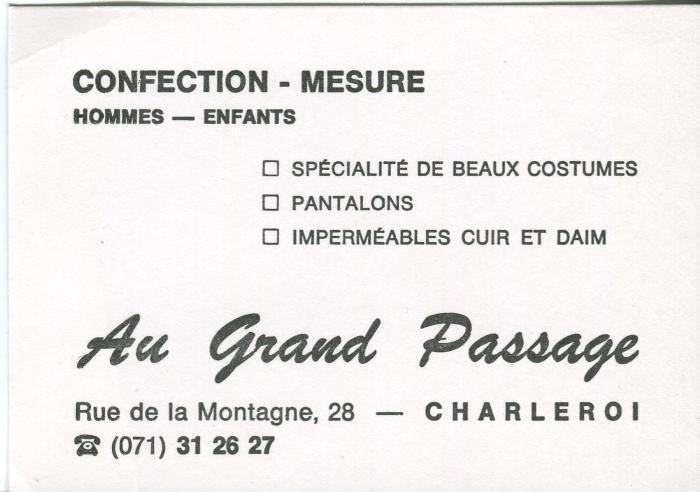 CONFECTION - MESURE
HOMMES — ENFANTS
☐ SPÉCIALITÉ DE BEAUX COSTUMES
☐ PANTALONS
☐ IMPERMÉABLES CUIR ET DAIM
Au Grand Passage
Rue de la Montagne, 28 — CHARLEROI
☎ (071) 31 26 27